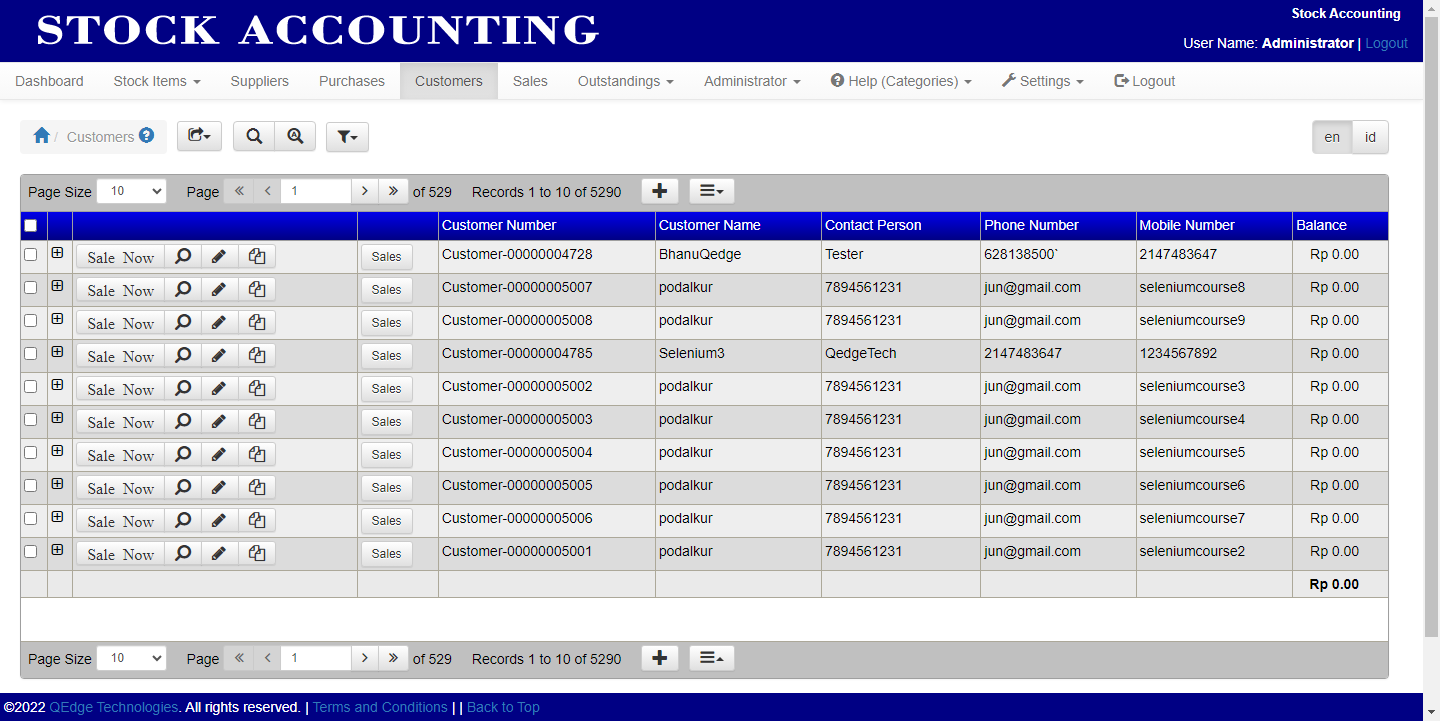 STOCK ACCOUNTING
Stock Accounting
User Name: Administrator | Logout
Dashboard Stock Items Suppliers Purchases Customers Sales Outstandings Administrator Help (Categories) Settings Logout
/ Customers en id
Page Size 10 Page 1 of 529 Records 1 to 10 of 5290
Customer Number Customer Name Contact Person Phone Number Mobile Number Balance
Sale Now Sales Customer-00000004728 BhanuQedge Tester 628138500` 2147483647 Rp 0.00
Sale Now Sales Customer-00000005007 podalkur 7894561231 jun@gmail.com seleniumcourse8 Rp 0.00
Sale Now Sales Customer-00000005008 podalkur 7894561231 jun@gmail.com seleniumcourse9 Rp 0.00
Sale Now Sales Customer-00000004785 Selenium3 QedgeTech 2147483647 1234567892 Rp 0.00
Sale Now Sales Customer-00000005002 podalkur 7894561231 jun@gmail.com seleniumcourse3 Rp 0.00
Sale Now Sales Customer-00000005003 podalkur 7894561231 jun@gmail.com seleniumcourse4 Rp 0.00
Sale Now Sales Customer-00000005004 podalkur 7894561231 jun@gmail.com seleniumcourse5 Rp 0.00
Sale Now Sales Customer-00000005005 podalkur 7894561231 jun@gmail.com seleniumcourse6 Rp 0.00
Sale Now Sales Customer-00000005006 podalkur 7894561231 jun@gmail.com seleniumcourse7 Rp 0.00
Sale Now Sales Customer-00000005001 podalkur 7894561231 jun@gmail.com seleniumcourse2 Rp 0.00
Rp 0.00
Page Size 10 Page 1 of 529 Records 1 to 10 of 5290
©2022 QEdge Technologies. All rights reserved. | Terms and Conditions | | Back to Top